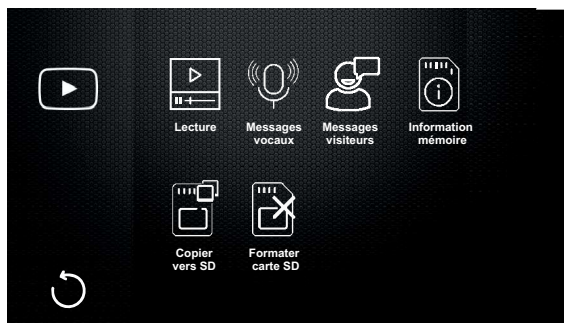 Lecture
Messages
vocaux
Messages
visiteurs
Information
mémoire
Copier
vers SD
Formater
carte SD